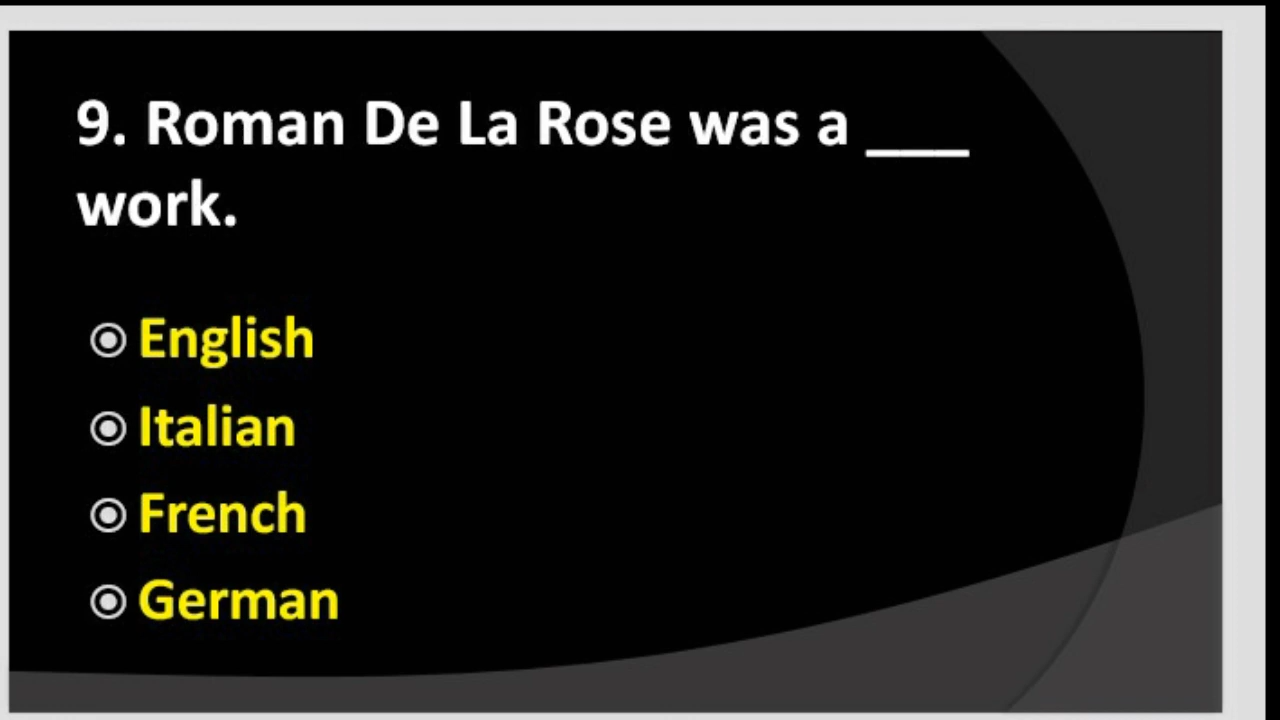 9. Roman De La Rose was a ___
work.
English
Italian
French
German